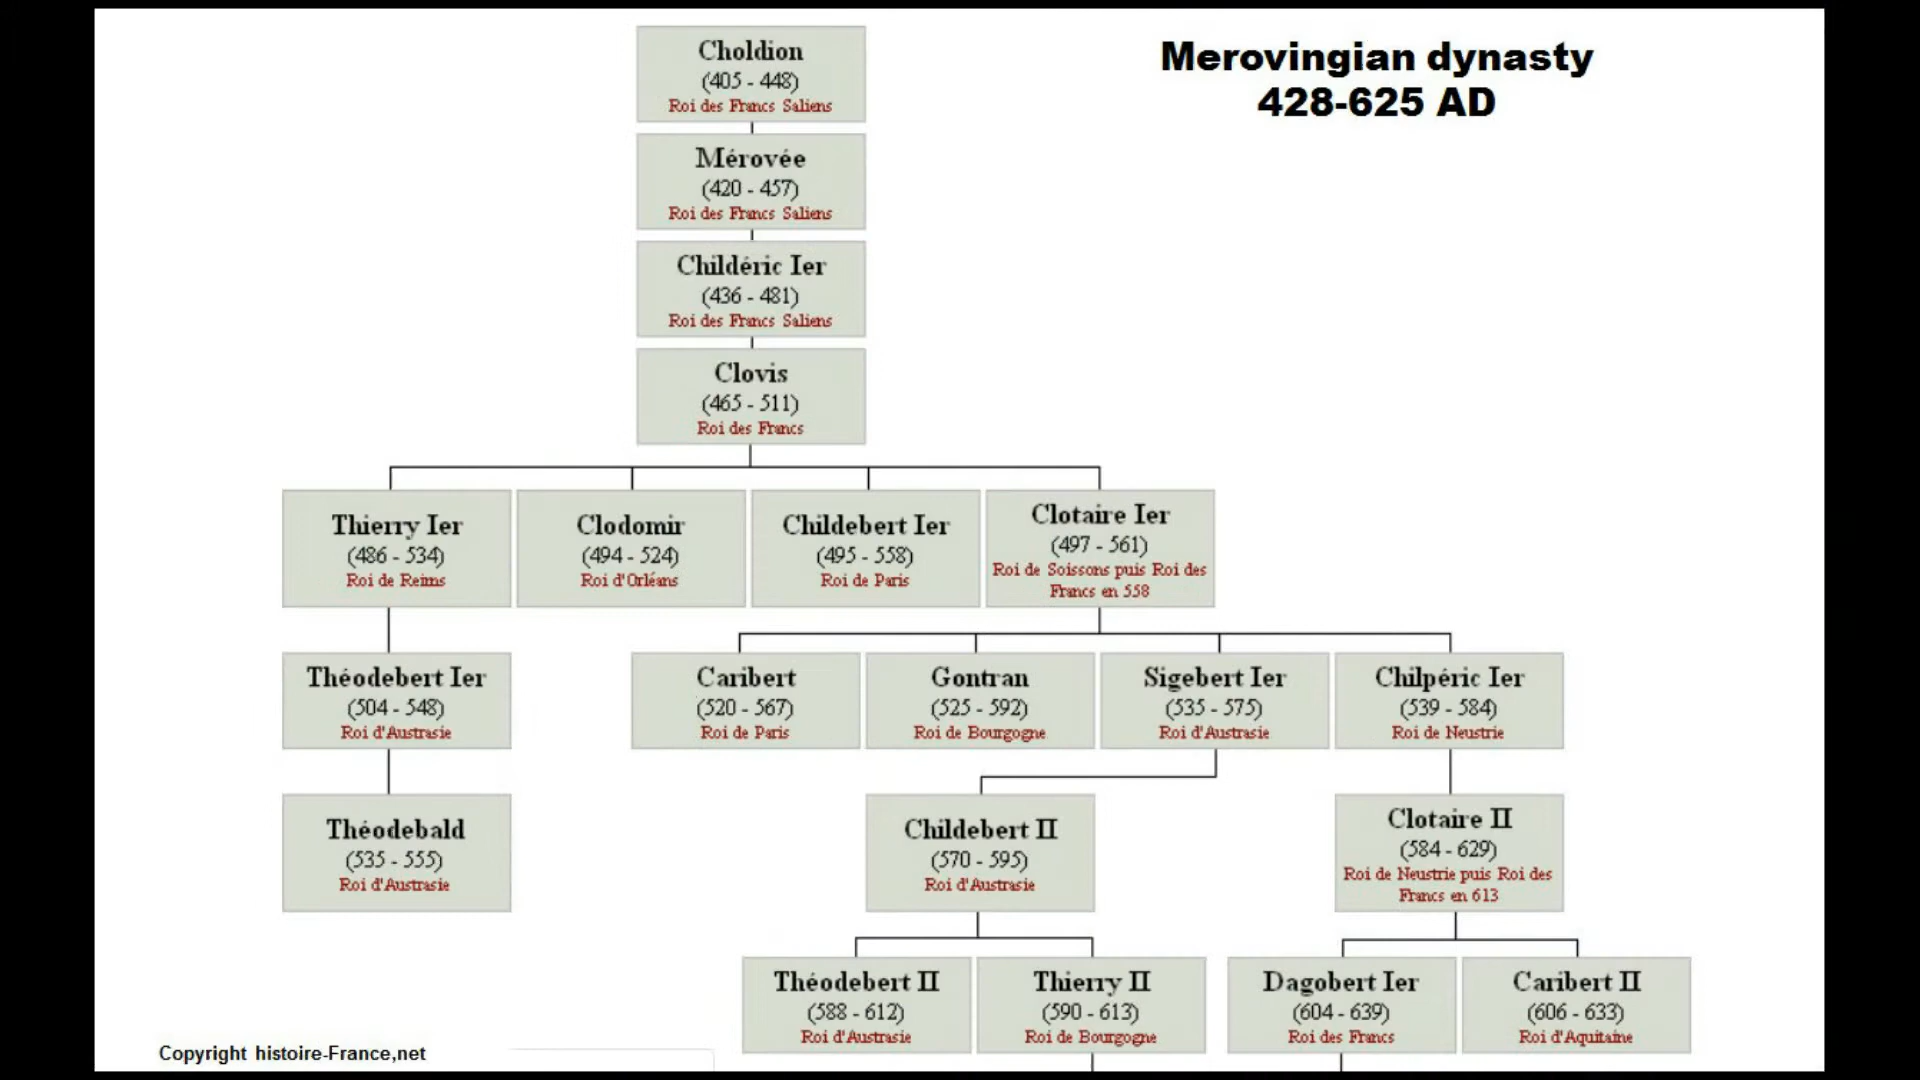 Merovingian dynasty
428-625 AD
Choldion
(405 - 448)
Roi des Francs Saliens
Mérovée
(420 - 457)
Roi des Francs Saliens
Childéric Ier
(436 - 481)
Roi des Francs Saliens
Clovis
(465 - 511)
Roi des Francs
Thierry Ier
(486 - 534)
Roi de Reims
Clodomir
(494 - 524)
Roi d'Orléans
Childebert Ier
(495 - 558)
Roi de Paris
Clotaire Ier
(497 - 561)
Roi de Soissons puis Roi des
Francs en 558
Théodebert Ier
(504 - 548)
Roi d'Austrasie
Caribert
(520 - 567)
Roi de Paris
Gontran
(525 - 592)
Roi de Bourgogne
Sigebert Ier
(535 - 575)
Roi d'Austrasie
Chilpéric Ier
(539 - 584)
Roi de Neustrie
Théodebald
(535 - 555)
Roi d'Austrasie
Childebert II
(570 - 595)
Roi d'Austrasie
Clotaire II
(584 - 629)
Roi de Neustrie puis Roi des
Francs en 613
Théodebert II
(588 - 612)
Roi d'Austrasie
Thierry II
(590 - 613)
Roi de Bourgogne
Dagobert Ier
(604 - 639)
Roi des Francs
Caribert II
(606 - 633)
Roi d'Aquitaine
Copyright histoire-France,net